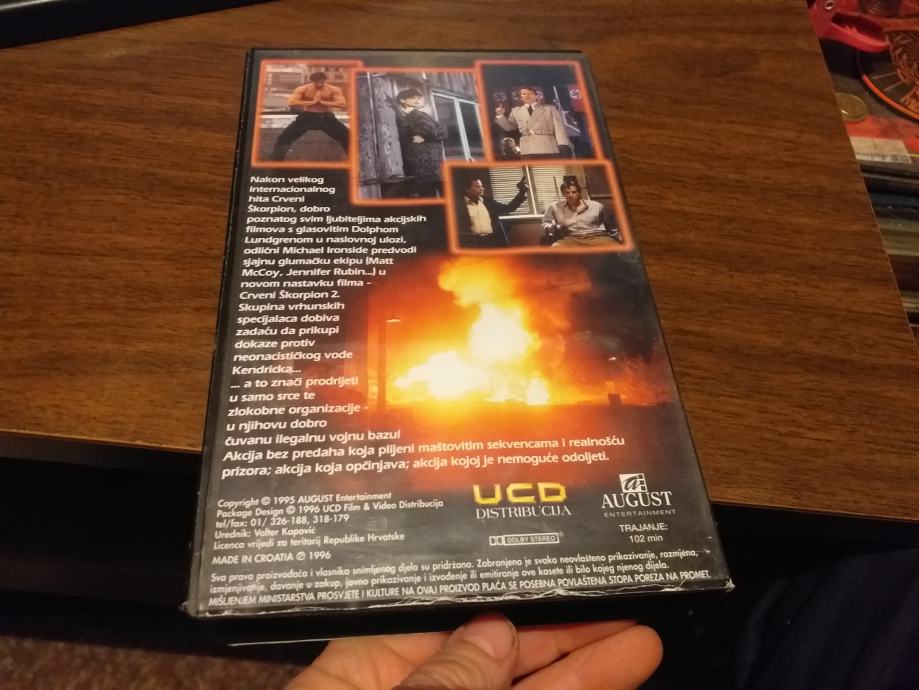 Nakon velikog
internacionalnog
hita Crveni
Škorpion, dobro
poznatog svim ljubiteljima akcijskih
filmova s glasovitim Dolphom
Lundgrenom u naslovnoj ulozi,
odlični Michael Ironside predvodi
sjajnu glumačku ekipu (Matt
McCoy, Jennifer Rubin...) u
novom nastavku filma -
Crveni Škorpion 2.
Skupina vrhunskih
specijalaca dobiva
zadaću da prikupi
dokaze protiv
neonacističkog vođe
Kendricka...
... a to znači prodrijeti
u samo srce te
zlokobne organizacije -
u njihovu dobro
čuvanu ilegalnu vojnu bazu!
Akcija bez predaha koja plijeni maštovitim sekvencama i realnošću
prizora; akcija koja opčinjava; akcija kojoj je nemoguće odoljeti.
Copyright © 1995 AUGUST Entertainment
Package Design © 1996 UCD Film & Video Distribucija
tel/fax: 01/ 326-188, 318-179
Urednik: Valter Kapović
Licenca vrijedi za teritorij Republike Hrvatske
MADE IN CROATIA ℗ 1996
UCD
DISTRIBUCIJA
DOLBY STEREO
AUGUST
ENTERTAINMENT
TRAJANJE:
102 min
Sva prava proizvođača i vlasnika snimljenog djela su pridržana. Zabranjeno je svako neovlašteno prikazivanje, razmjena,
izmjenjivanje, davanje u zakup, javno prikazivanje i izvođenje ili emitiranje ove kasete ili bilo kojeg njenog dijela.
MIŠLJENJEM MINISTARSTVA PROSVJETE I KULTURE NA OVAJ PROIZVOD PLAĆA SE POSEBNA POVLAŠTENA STOPA POREZA NA PROMET.